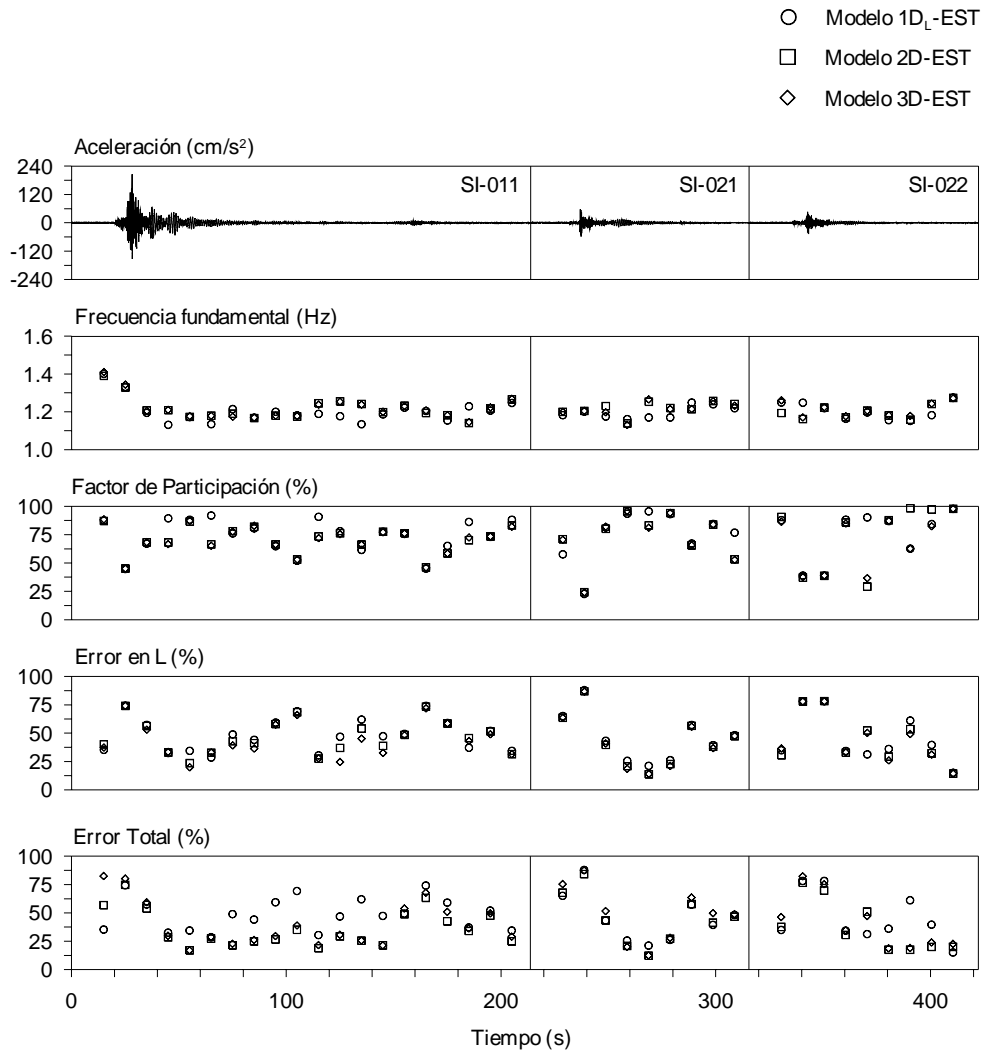 Modelo 1D_L-EST
Modelo 2D-EST
Modelo 3D-EST
Aceleración (cm/s²)
240
120
0
-120
-240
SI-011
SI-021
SI-022
Frecuencia fundamental (Hz)
1.6
1.4
1.2
1.0
Factor de Participación (%)
100
75
50
25
0
Error en L (%)
100
75
50
25
0
Error Total (%)
100
75
50
25
0
0 100 200 300 400
Tiempo (s)